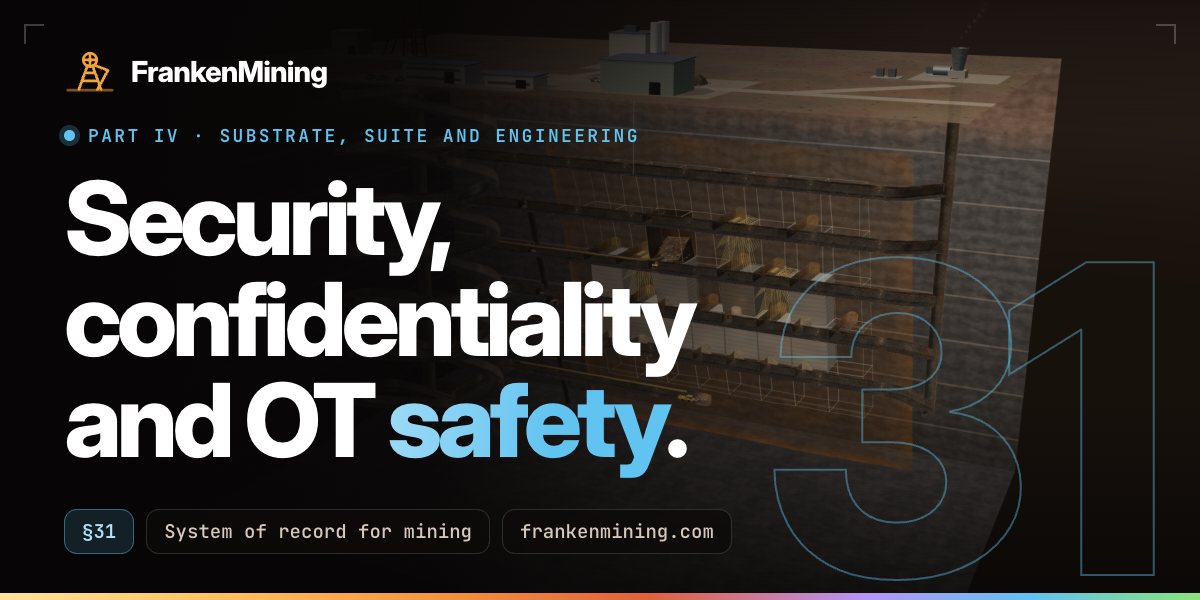 FrankenMining
PART IV · SUBSTRATE, SUITE AND ENGINEERING
Security,
confidentiality
and OT safety.
31
§31
System of record for mining
frankenmining.com